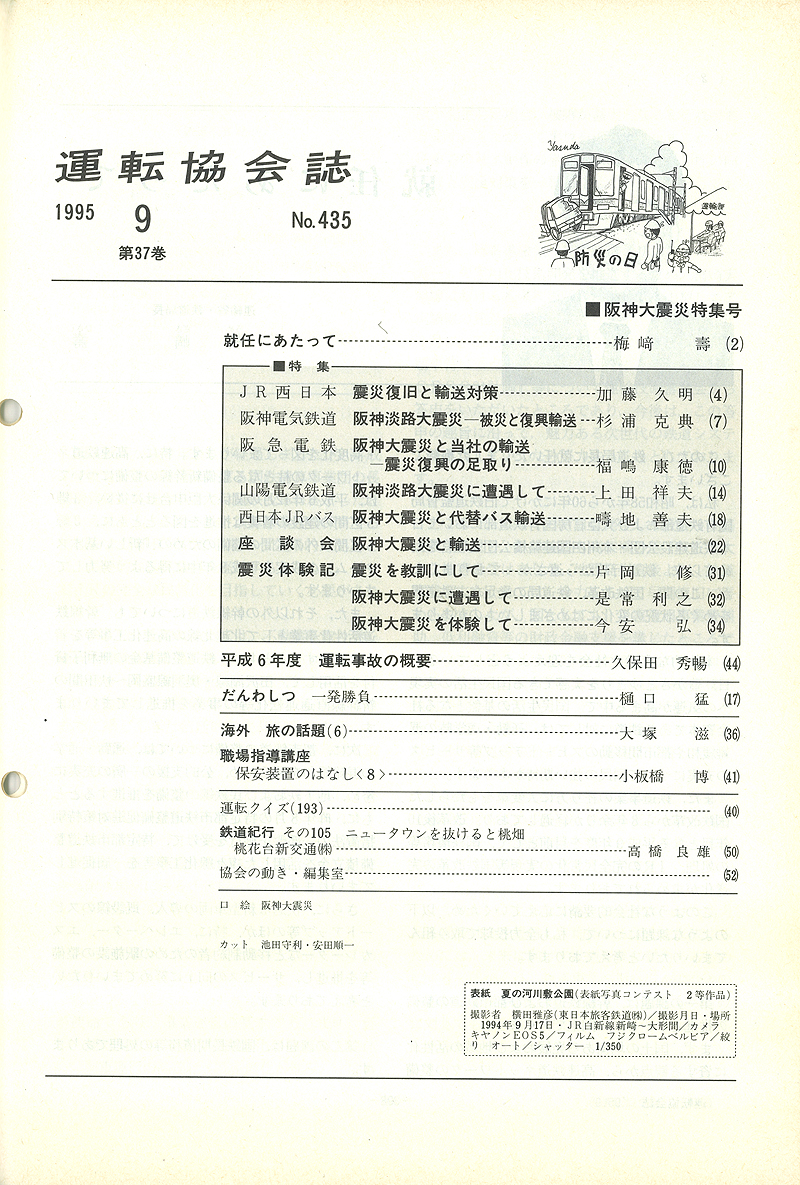 運転協会誌
1995 9 No.435
第37巻
Yasuda
運輸指
防災の日
■阪神大震災特集号
就任にあたって 梅﨑 壽 (2)
■特集
JR西日本 震災復旧と輸送対策 加藤久明 (4)
阪神電気鉄道 阪神淡路大震災―被災と復興輸送 杉浦克典 (7)
阪急電鉄 阪神大震災と当社の輸送
―震災復興の足取り 福嶋康徳 (10)
山陽電気鉄道 阪神淡路大震災に遭遇して 上田祥夫 (14)
西日本JRバス 阪神大震災と代替バス輸送 疇地善夫 (18)
座談会 阪神大震災と輸送 (22)
震災体験記 震災を教訓にして 片岡 修 (31)
阪神大震災に遭遇して 是常利之 (32)
阪神大震災を体験して 今安 弘 (34)
平成6年度 運転事故の概要 久保田 秀暢 (44)
だんわしつ 一発勝負 樋口 猛 (17)
海外 旅の話題(6) 大塚 滋 (36)
職場指導講座
保安装置のはなし〈8〉 小板橋 博 (41)
運転クイズ(193) (40)
鉄道紀行 その105 ニュータウンを抜けると桃畑
桃花台新交通㈱ 高橋良雄 (50)
協会の動き・編集室 (52)
口絵 阪神大震災
カット 池田守利・安田順一
表紙 夏の河川敷公園(表紙写真コンテスト 2等作品)
撮影者 横田雅彦(東日本旅客鉄道㈱)/撮影月日・場所
1994年9月17日・JR白新線新崎~大形間/カメラ
キヤノンEOS5/フィルム フジクロームベルビア/絞
り オート/シャッター 1/350